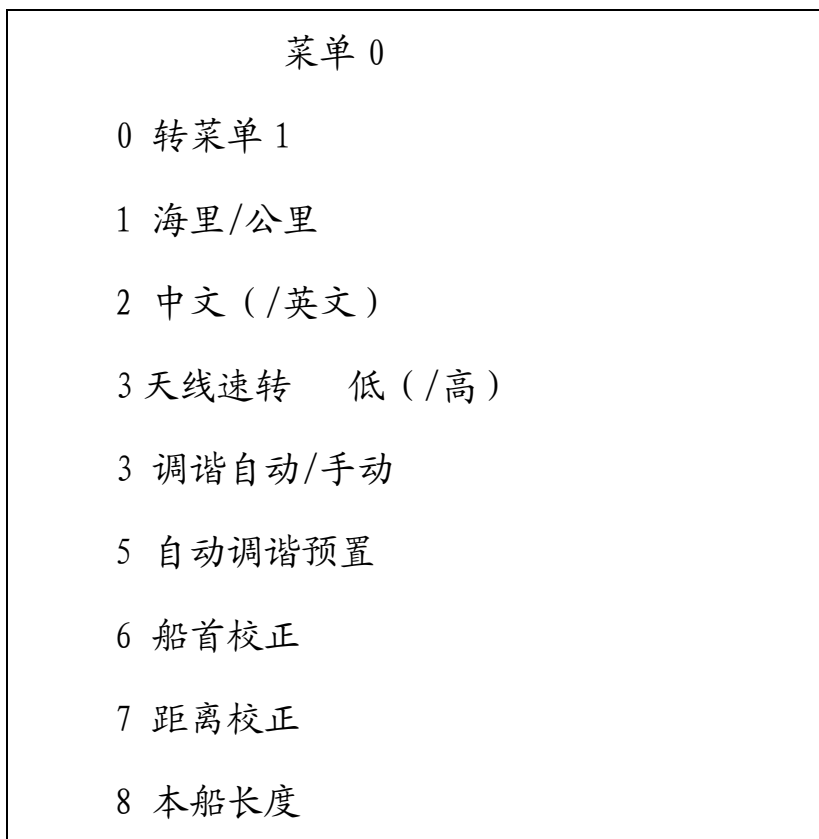 菜单 0
0 转菜单 1
1 海里/公里
2 中文（/英文）
3 天线速转 低（/高）
3 调谐自动/手动
5 自动调谐预置
6 船首校正
7 距离校正
8 本船长度